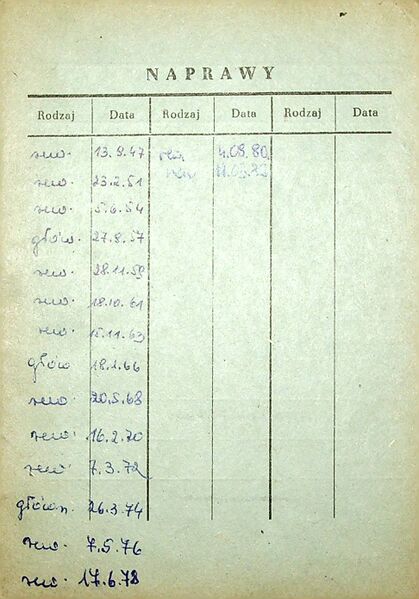 NAPRAWY
Rodzaj Data Rodzaj Data Rodzaj Data
rew. 13.9.47 rew. 4.08.80
rew. 23.2.51 rew.
rew. 5.6.54
główn. 27.8.57
rew. 28.11.59
rew. 18.10.61
rew. 15.11.63
główn 18.2.66
rew. 20.5.68
rew. 16.2.70
rew. 7.3.72
główn. 26.3.74
rew. 7.5.76
rew. 17.6.78